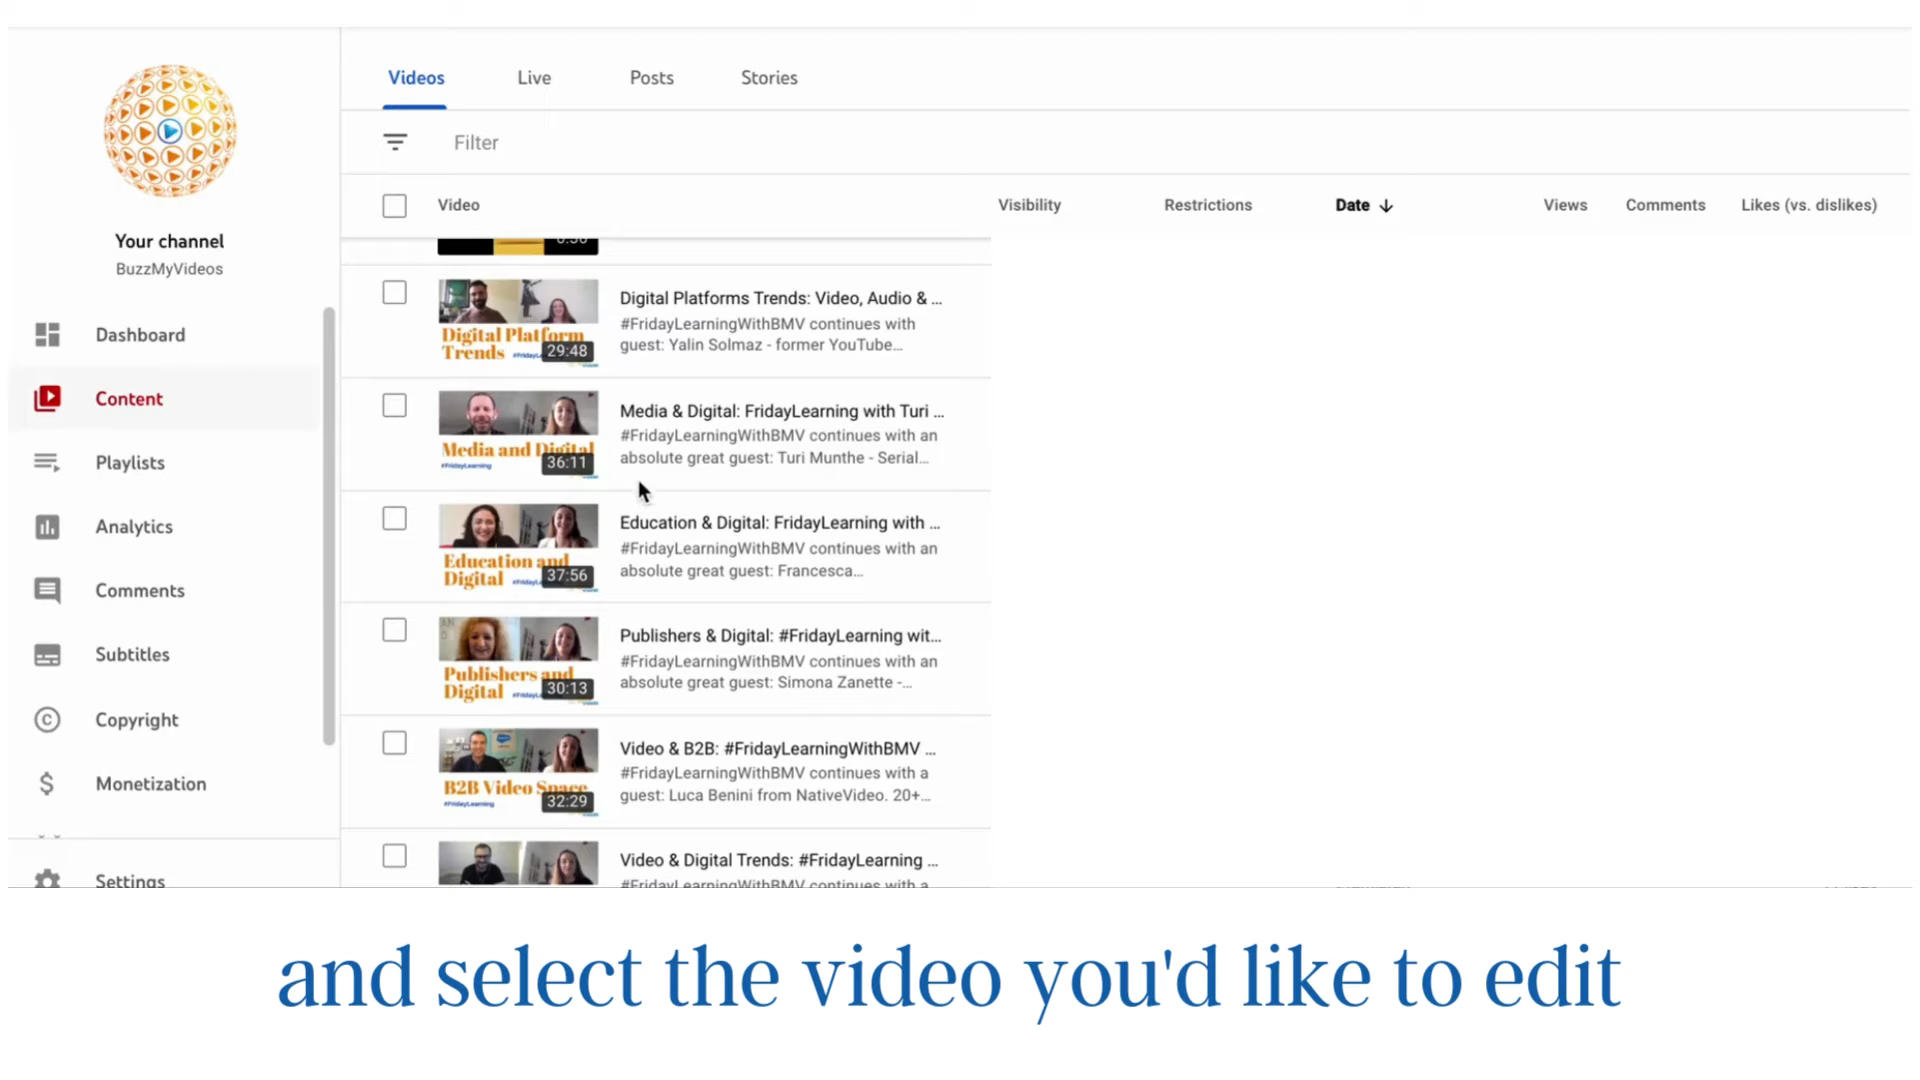 Videos Live Posts Stories
Filter
Video Visibility Restrictions Date Views Comments Likes (vs. dislikes)
Your channel
BuzzMyVideos
Dashboard
Content
Playlists
Analytics
Comments
Subtitles
Copyright
Monetization
Settings
Digital Platform
Trends
29:48
Digital Platforms Trends: Video, Audio & ...
#FridayLearningWithBMV continues with
guest: Yalin Solmaz - former YouTube...
Media and Digital
#FridayLearning
36:11
Media & Digital: FridayLearning with Turi ...
#FridayLearningWithBMV continues with an
absolute great guest: Turi Munthe - Serial...
Education and
Digital
37:56
Education & Digital: FridayLearning with ...
#FridayLearningWithBMV continues with an
absolute great guest: Francesca...
Publishers and
Digital
30:13
Publishers & Digital: #FridayLearning wit...
#FridayLearningWithBMV continues with an
absolute great guest: Simona Zanette -...
B2B Video Space
#FridayLearning
32:29
Video & B2B: #FridayLearningWithBMV ...
#FridayLearningWithBMV continues with a
guest: Luca Benini from NativeVideo. 20+...
Video & Digital Trends: #FridayLearning ...
#FridayLearningWithBMV continues with a
and select the video you'd like to edit